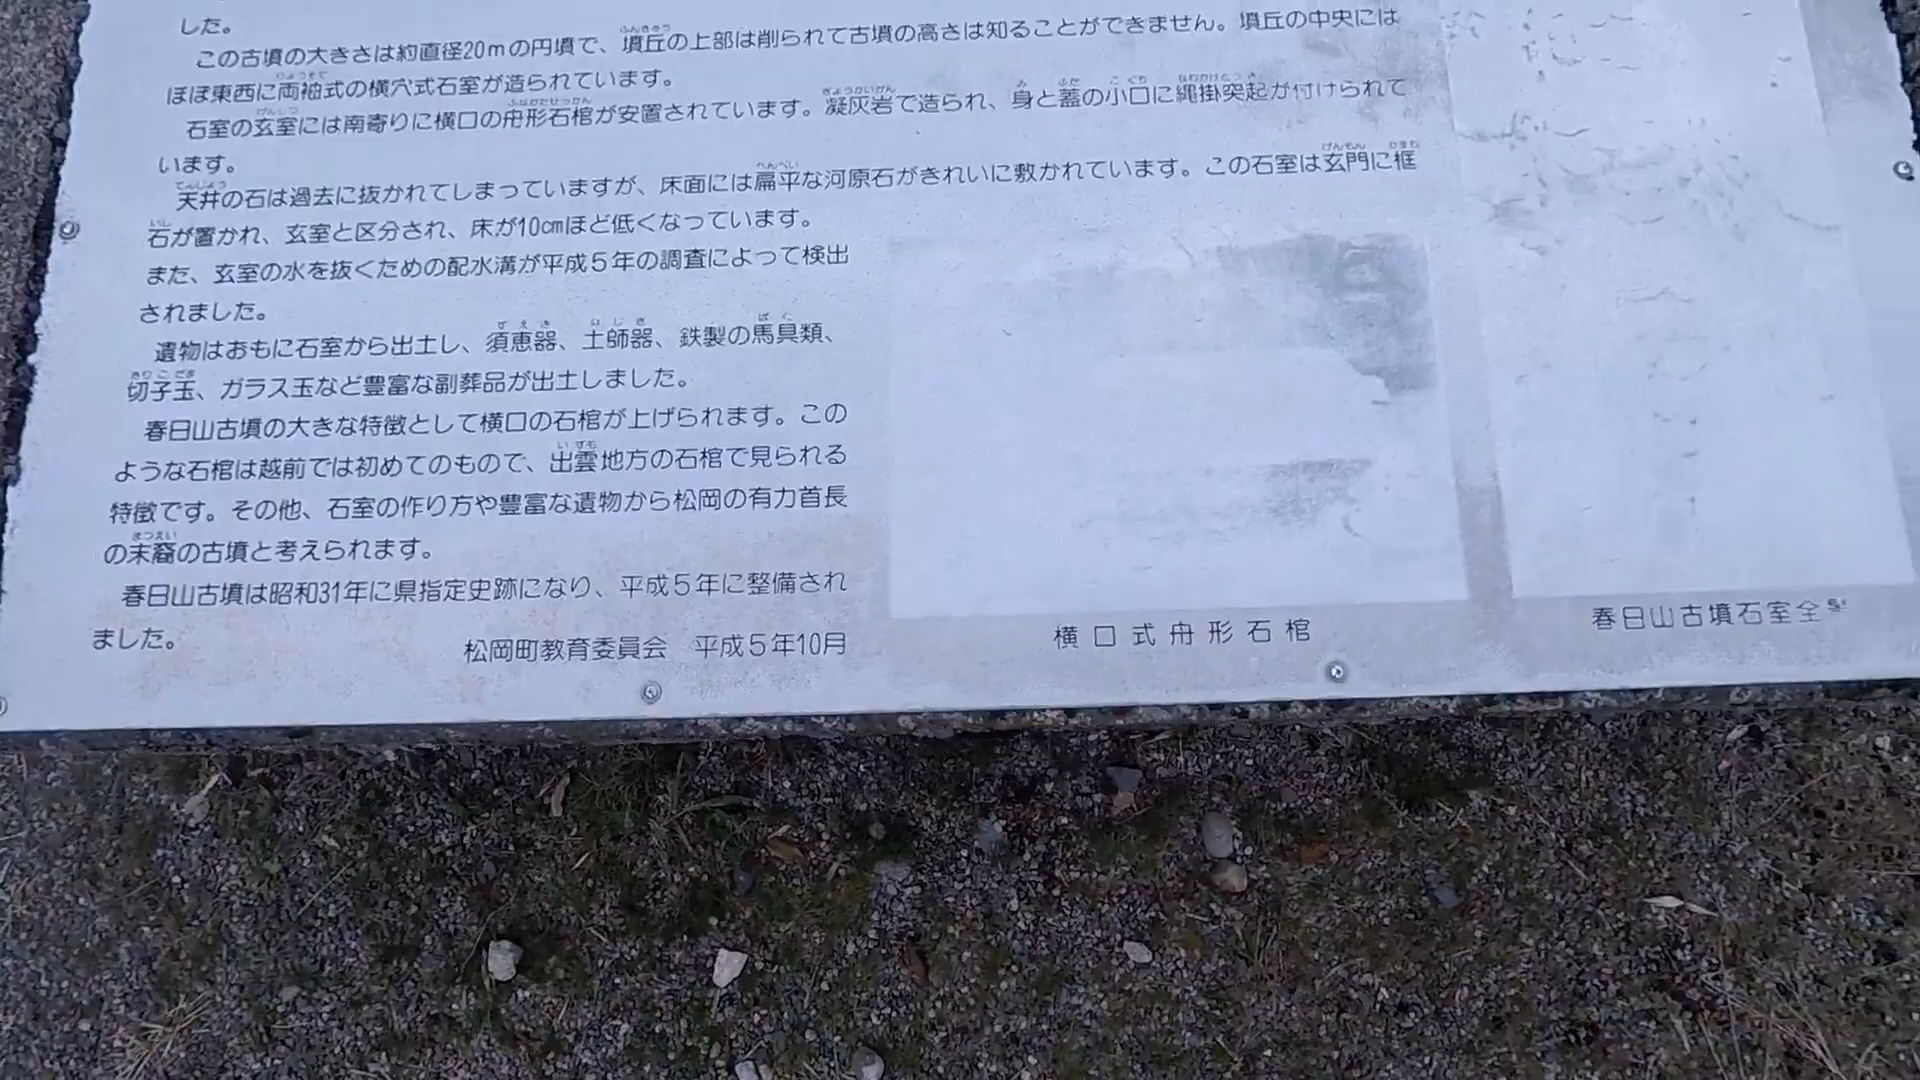 した。
この古墳の大きさは約直径20mの円墳で、墳丘の上部は削られて古墳の高さは知ることができません。墳丘の中央には
ほぼ東西に両袖式の横穴式石室が造られています。
石室の玄室には南寄りに横口の舟形石棺が安置されています。凝灰岩で造られ、身と蓋の小口に縄掛突起が付けられて
います。
天井の石は過去に抜かれてしまっていますが、床面には扁平な河原石がきれいに敷かれています。この石室は玄門に框
石が置かれ、玄室と区分され、床が10㎝ほど低くなっています。
また、玄室の水を抜くための配水溝が平成5年の調査によって検出
されました。
遺物はおもに石室から出土し、須恵器、土師器、鉄製の馬具類、
切子玉、ガラス玉など豊富な副葬品が出土しました。
春日山古墳の大きな特徴として横口の石棺が上げられます。この
ような石棺は越前では初めてのもので、出雲地方の石棺で見られる
特徴です。その他、石室の作り方や豊富な遺物から松岡の有力首長
の末裔の古墳と考えられます。
春日山古墳は昭和31年に県指定史跡になり、平成5年に整備され
ました。
松岡町教育委員会 平成5年10月
横口式舟形石棺
春日山古墳石室全